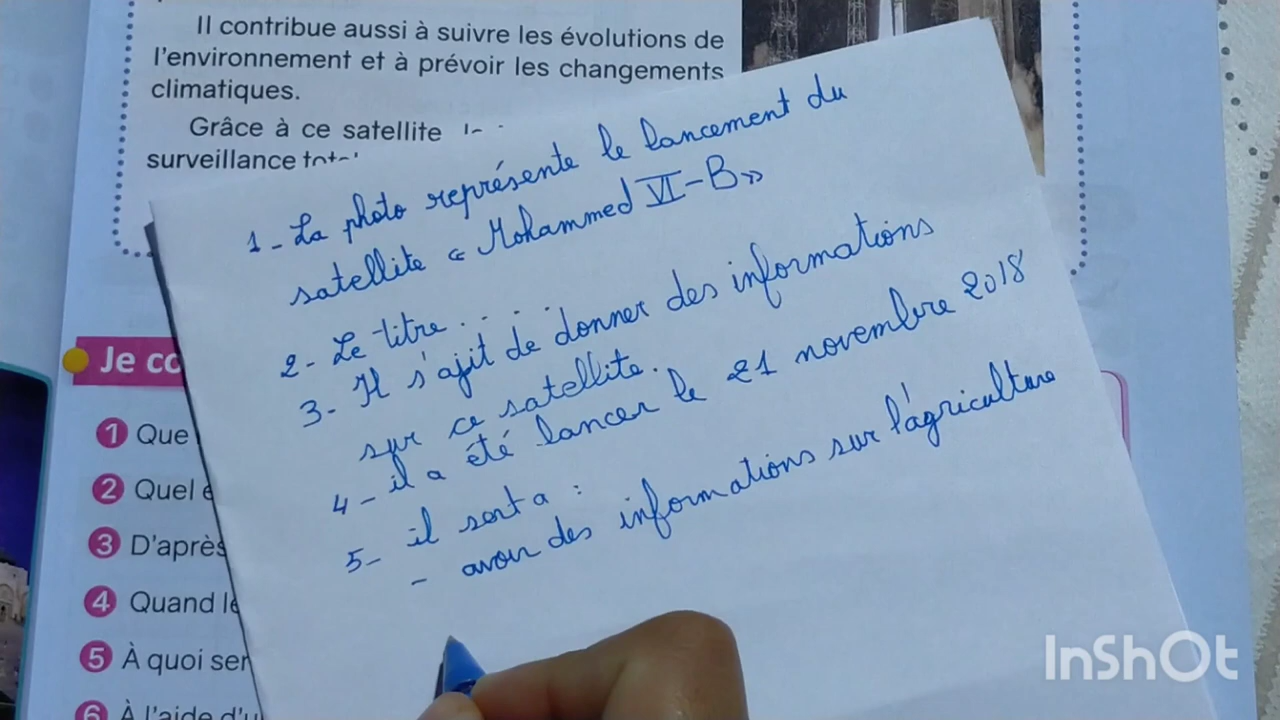 Il contribue aussi à suivre les évolutions de
l'environnement et à prévoir les changements
climatiques.
Grâce à ce satellite
surveillance
1 - La photo représente le lancement du
satellite « Mohammed VI - B »
2 - Le titre . . . . .
3 - Il s'ajit de donner des informations
sur ce satellite.
4 - il a été lancer le 21 novembre 2018
5 - il sert a :
- avoir des informations sur l'agriculture
Je co
1 Que
2 Quel e
3 D'après
4 Quand le
5 À quoi ser
6 À l'aide d'u
InShOt